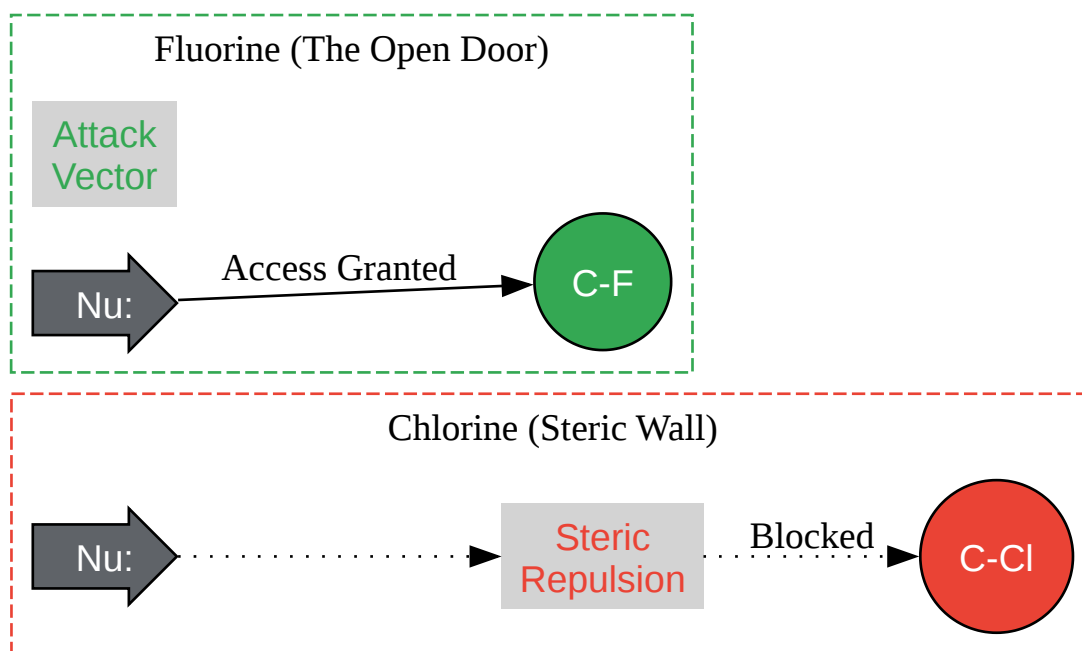 Fluorine (The Open Door)
Attack
Vector
Access Granted
Nu:
C-F
Chlorine (Steric Wall)
Nu:
Steric
Repulsion
Blocked
C-Cl